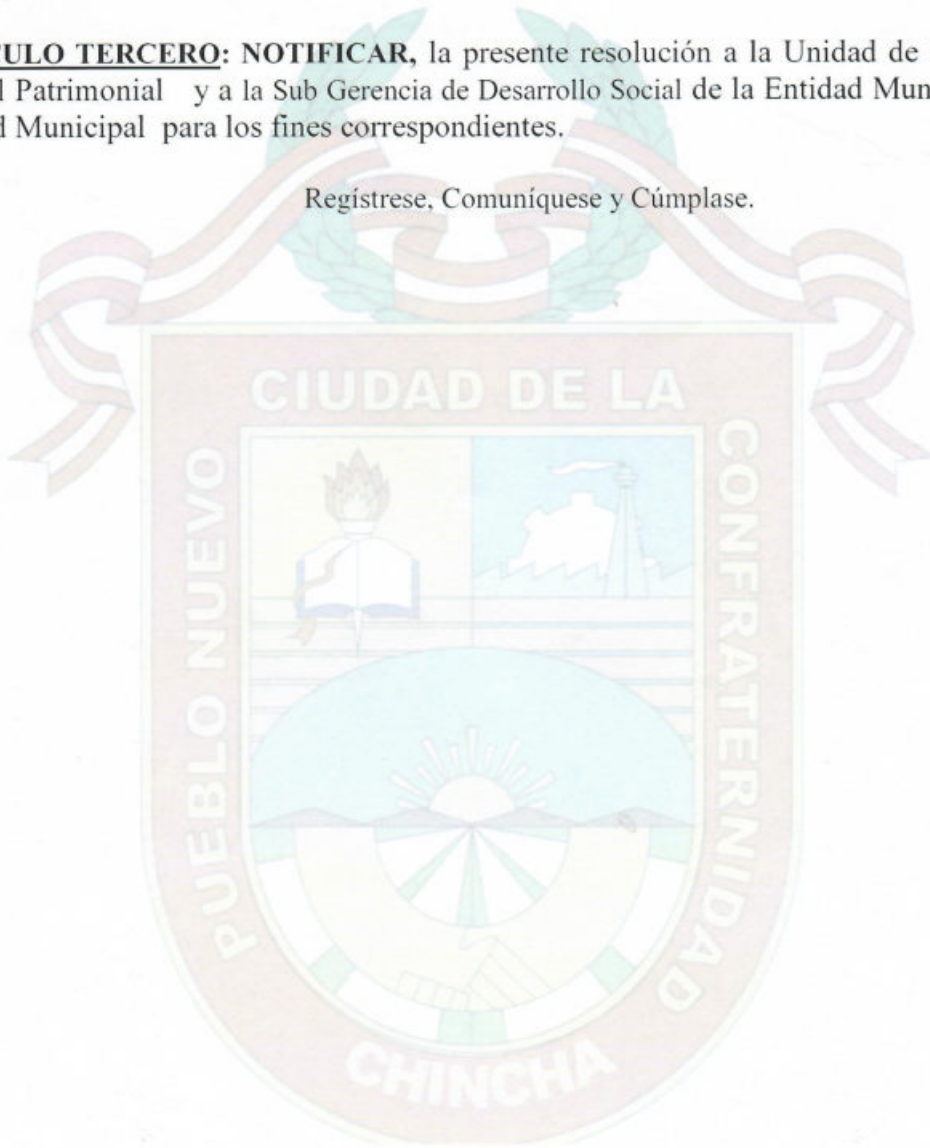 TULO TERCERO: NOTIFICAR, la presente resolución a la Unidad de
l Patrimonial y a la Sub Gerencia de Desarrollo Social de la Entidad Mun
d Municipal para los fines correspondientes.
Regístrese, Comuníquese y Cúmplase.
CIUDAD DE LA
CONFRATERNIDAD
PUEBLO NUEVO
CHINCHA